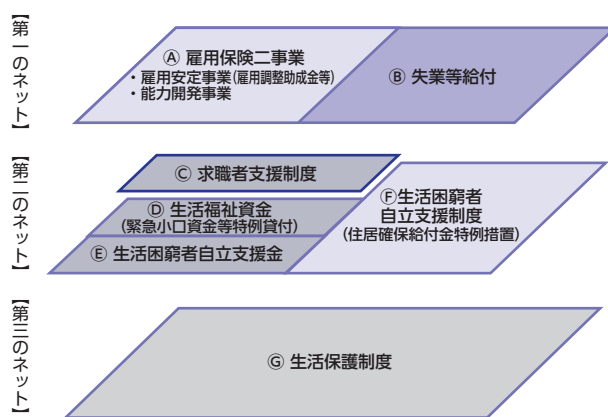 【第一のネット】
Ⓐ 雇用保険二事業
・雇用安定事業(雇用調整助成金等)
・能力開発事業
Ⓑ 失業等給付
【第二のネット】
Ⓒ 求職者支援制度
Ⓓ 生活福祉資金
(緊急小口資金等特例貸付)
Ⓔ 生活困窮者自立支援金
Ⓕ生活困窮者
自立支援制度
(住居確保給付金特例措置)
【第三のネット】
Ⓖ 生活保護制度